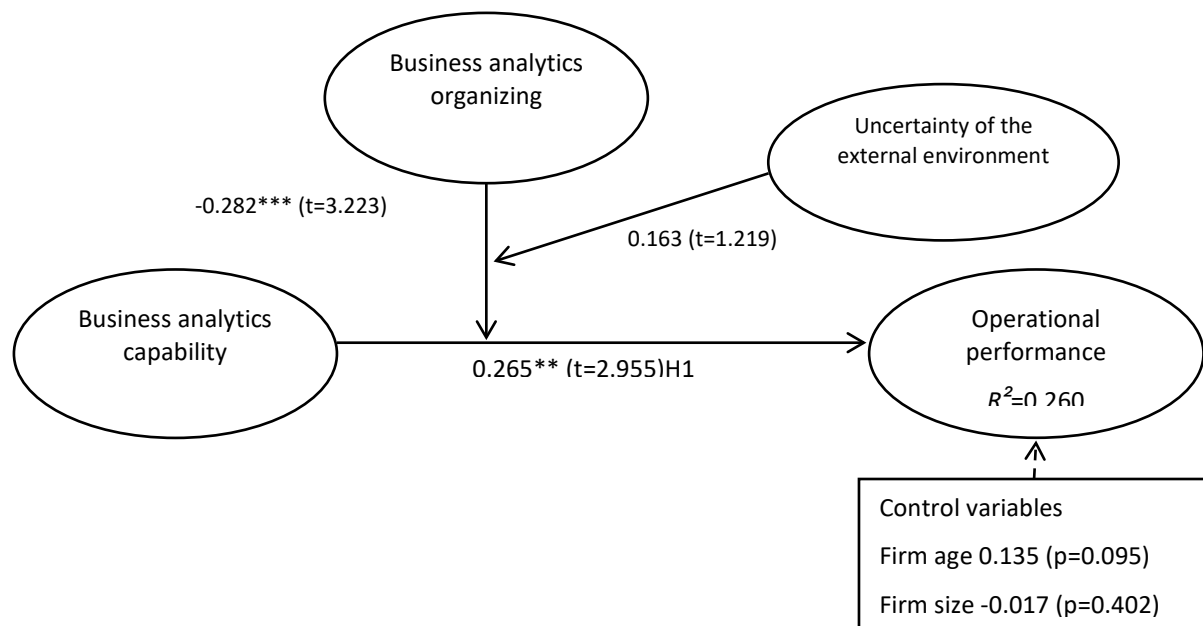 Business analytics
organizing
Uncertainty of the
external environment
-0.282*** (t=3.223)
0.163 (t=1.219)
Business analytics
capability
0.265** (t=2.955)H1
Operational
performance
R²=0.260
Control variables
Firm age 0.135 (p=0.095)
Firm size -0.017 (p=0.402)